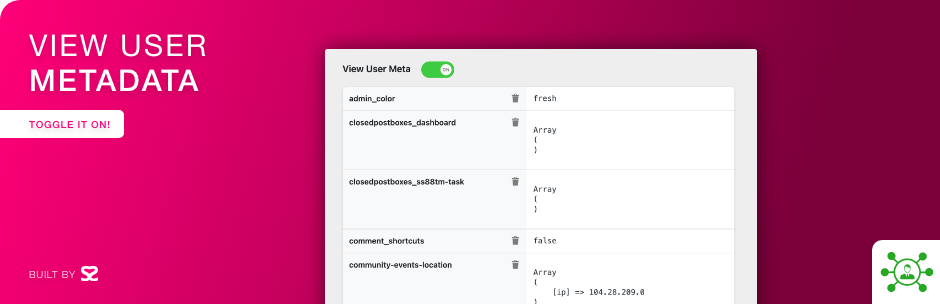 VIEW USER
METADATA
TOGGLE IT ON!
BUILT BY
View User Meta ON
admin_color fresh
closedpostboxes_dashboard
Array
(
)
closedpostboxes_ss88tm-task
Array
(
)
comment_shortcuts false
community-events-location
Array
(
[ip] => 104.28.209.0
)